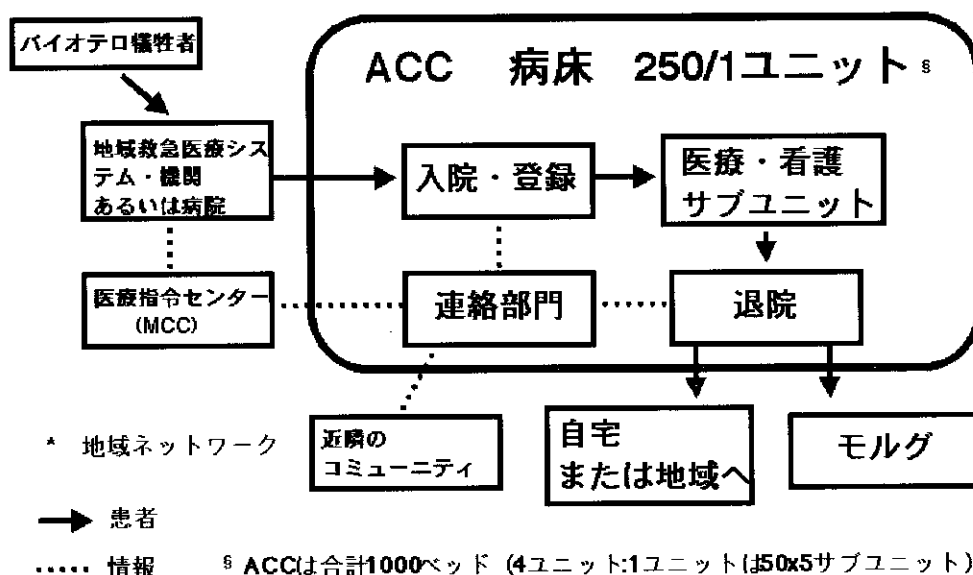 バイオテロ犠牲者
ACC 病床 250/1ユニット §
地域救急医療シス
テム・機関
あるいは病院
入院・登録
医療・看護
サブユニット
医療指令センター
(MCC)
連絡部門
退院
* 地域ネットワーク
近隣の
コミューニティ
自宅
または地域へ
モルグ
患者
情報
§ ACCは合計1000ベッド (4ユニット:1ユニットは50x5サブユニット)